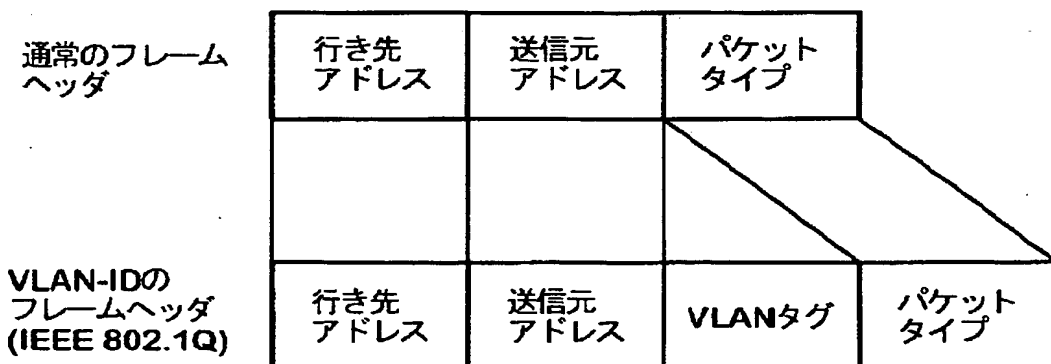 通常のフレーム
ヘッダ
行き先
アドレス
送信元
アドレス
パケット
タイプ
VLAN-IDの
フレームヘッダ
(IEEE 802.1Q)
行き先
アドレス
送信元
アドレス
VLANタグ
パケット
タイプ